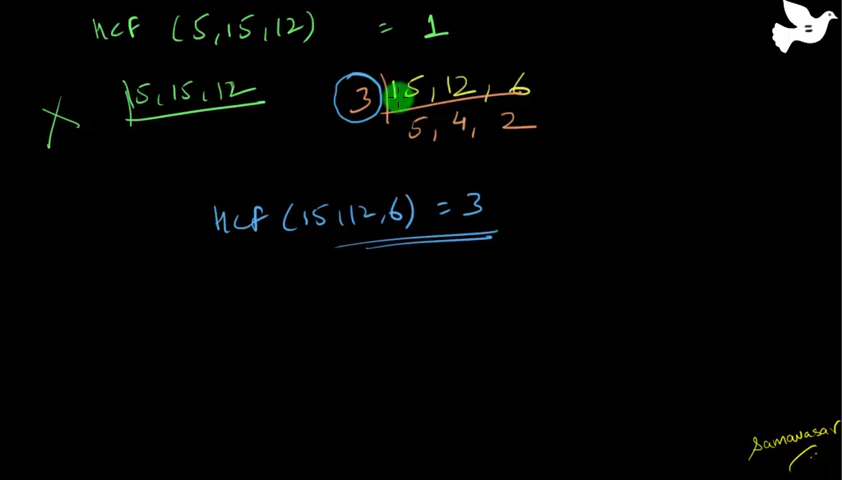 HCF (5,15,12) = 1
5,15,12
3 15,12,6
5,4,2
HCF (15,12,6) = 3
Samavasar